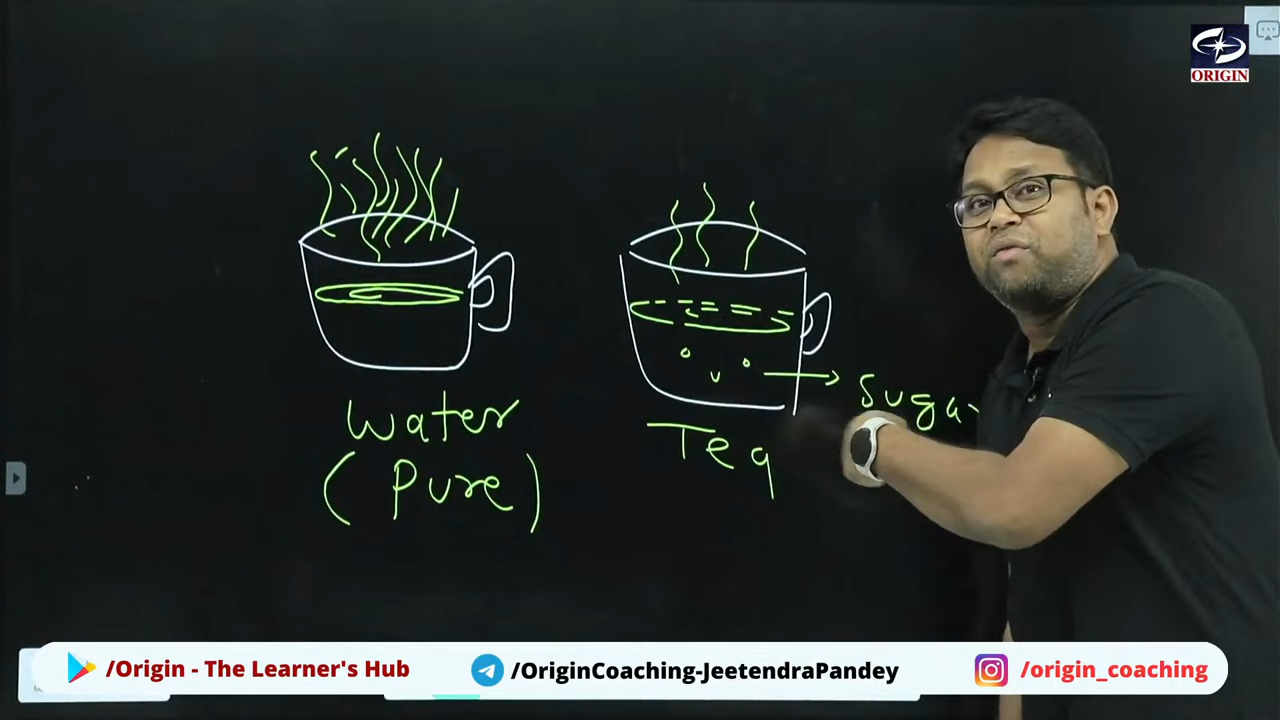 ORIGIN
Water
(Pure)
Tea
Sugar
/Origin - The Learner's Hub
/OriginCoaching-JeetendraPandey
/origin_coaching